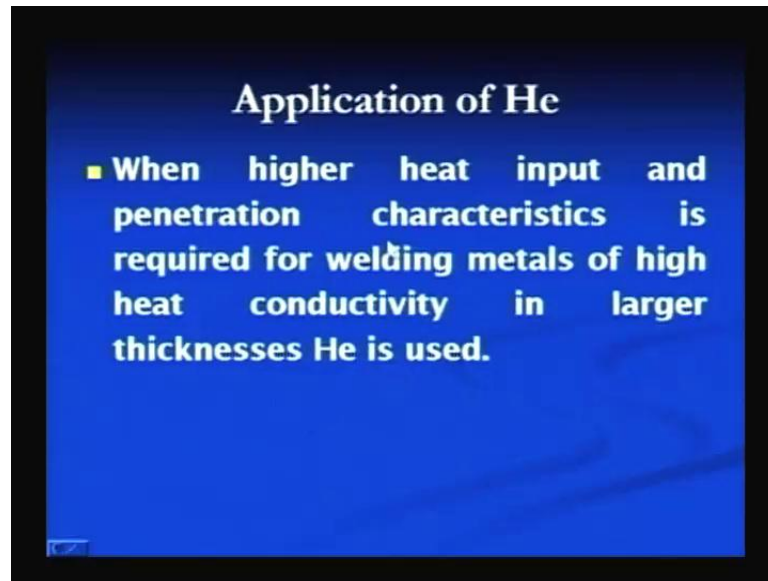 Application of He
When higher heat input and
penetration characteristics is
required for welding metals of high
heat conductivity in larger
thicknesses He is used.